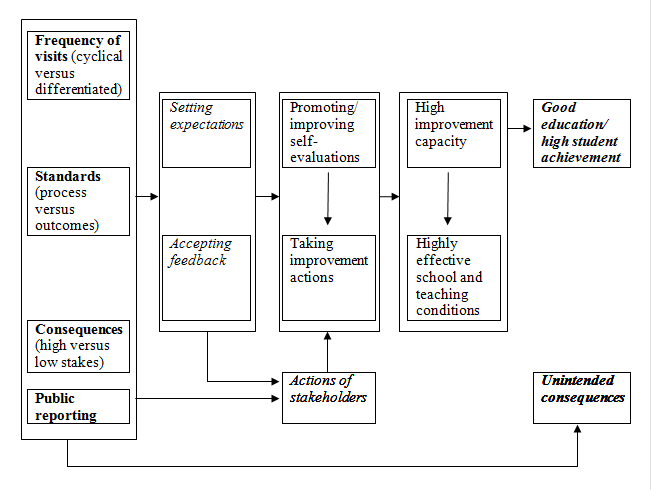 Frequency of
visits (cyclical
versus
differentiated)
Standards
(process
versus
outcomes)
Consequences
(high versus
low stakes)
Public
reporting
Setting
expectations
Accepting
feedback
Promoting/
improving
self-
evaluations
Taking
improvement
actions
Actions of
stakeholders
High
improvement
capacity
Highly
effective
school and
teaching
conditions
Good
education/
high student
achievement
Unintended
consequences